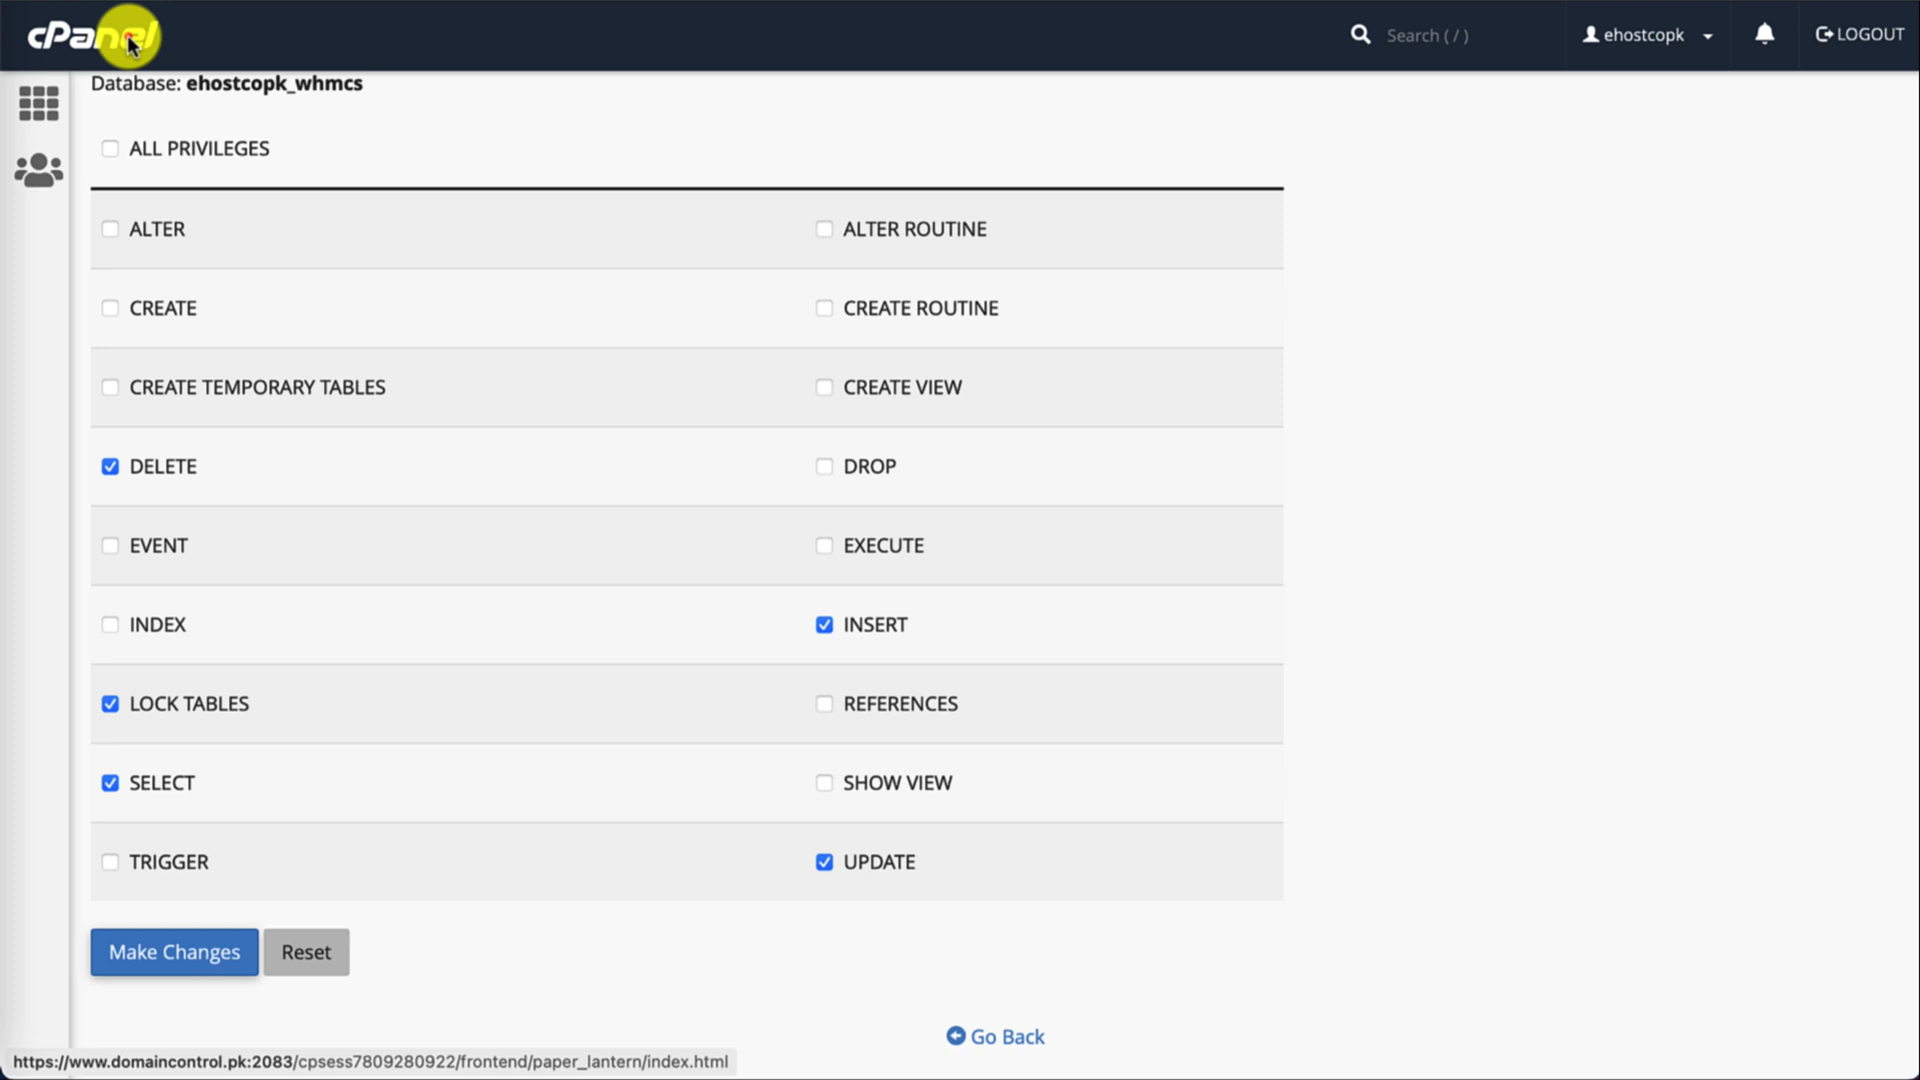 cPanel
Search ( / )
ehostcopk
LOGOUT
Database: ehostcopk_whmcs
ALL PRIVILEGES
ALTER
ALTER ROUTINE
CREATE
CREATE ROUTINE
CREATE TEMPORARY TABLES
CREATE VIEW
DELETE
DROP
EVENT
EXECUTE
INDEX
INSERT
LOCK TABLES
REFERENCES
SELECT
SHOW VIEW
TRIGGER
UPDATE
Make Changes
Reset
Go Back
https://www.domaincontrol.pk:2083/cpsess7809280922/frontend/paper_lantern/index.html